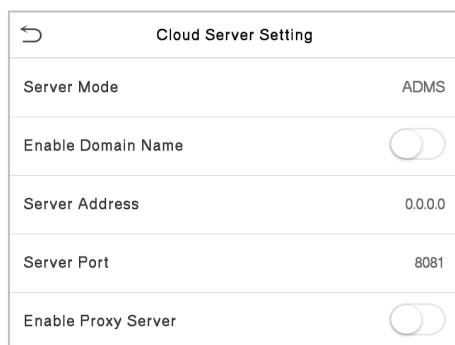 Cloud Server Setting
Server Mode ADMS
Enable Domain Name
Server Address 0.0.0.0
Server Port 8081
Enable Proxy Server